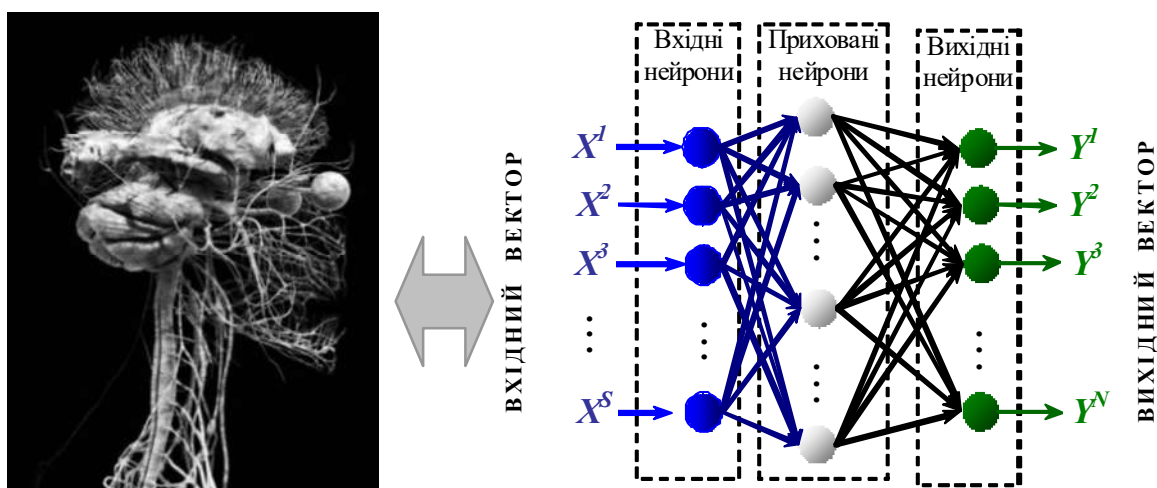 Вхідні
нейрони
Приховані
нейрони
Вихідні
нейрони
ВХІДНИЙ ВЕКТОР
X¹
X²
X³
⋮
Xˢ
⋮
⋮
⋮
⋮
Y¹
Y²
Y³
Yᴺ
ВИХІДНИЙ ВЕКТОР